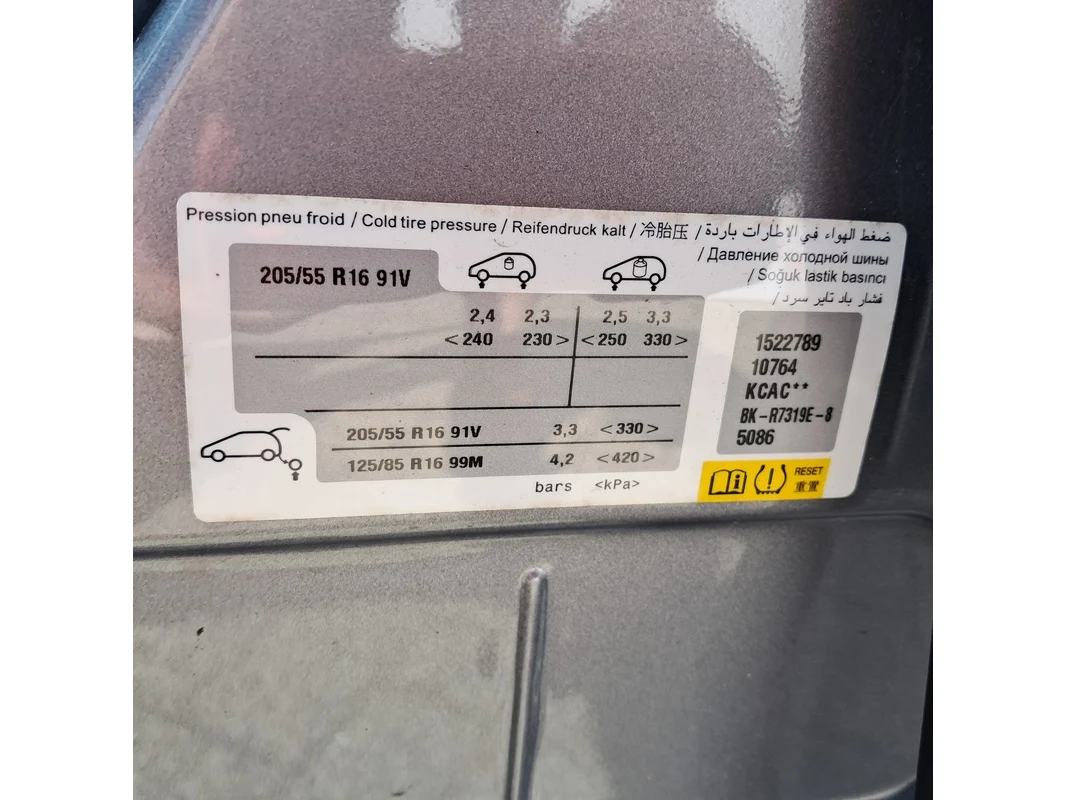 Pression pneu froid / Cold tire pressure / Reifendruck kalt / 冷胎压 / ضغط الهواء في الإطارات باردة
/ Давление холодной шины
/ Soğuk lastik basıncı
فشار باد تایر سرد /
205/55 R16 91V
2,4 2,3 2,5 3,3
<240 230> <250 330>
205/55 R16 91V 3,3 <330>
125/85 R16 99M 4,2 <420>
bars <kPa>
1522789
10764
KCAC**
BK-R7319E-8
5086
RESET
重置